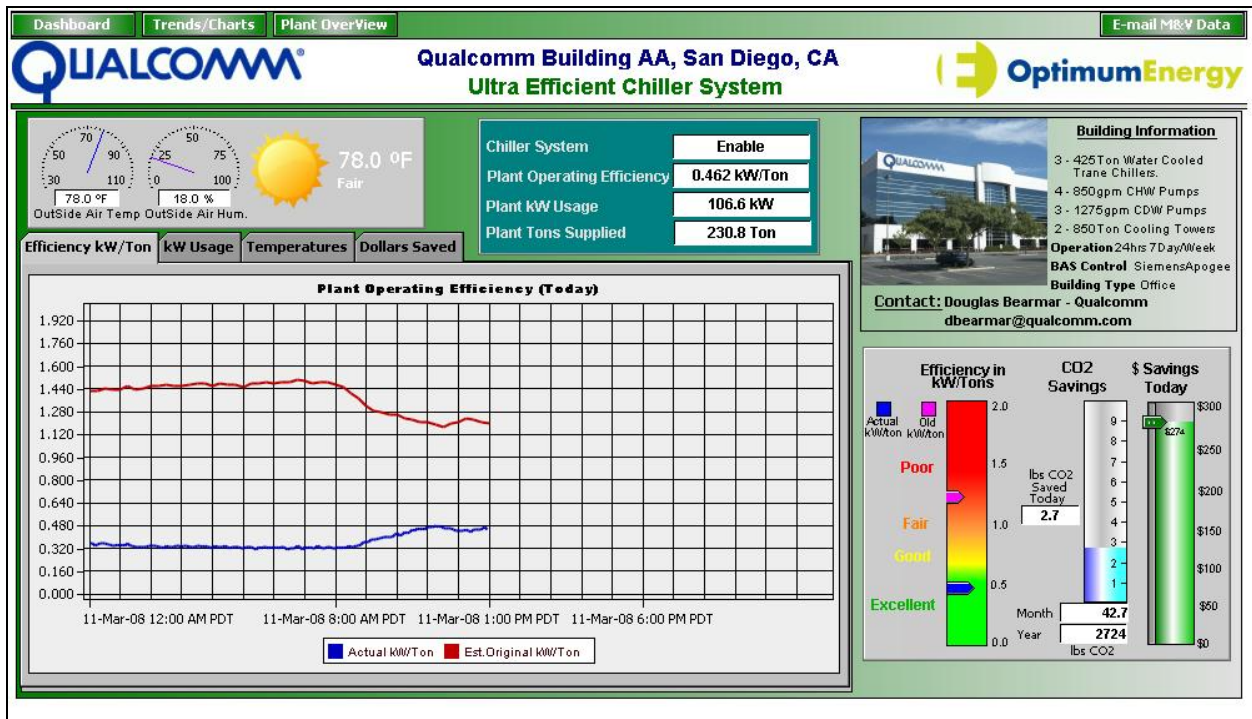 Dashboard
Trends/Charts
Plant OverView
E-mail M&V Data
QUALCOMM®
Qualcomm Building AA, San Diego, CA
Ultra Efficient Chiller System
OptimumEnergy
30 50 70 90 110
78.0 ºF
OutSide Air Temp
0 25 50 75 100
18.0 %
OutSide Air Hum.
78.0 ºF
Fair
Chiller System Enable
Plant Operating Efficiency 0.462 kW/Ton
Plant kW Usage 106.6 kW
Plant Tons Supplied 230.8 Ton
QUALCOMM
Building Information
3 - 425Ton Water Cooled
Trane Chillers.
4 - 850gpm CHW Pumps
3 - 1275gpm CDW Pumps
2 - 850Ton Cooling Towers
Operation 24hrs 7Day/Week
BAS Control SiemensApogee
Building Type Office
Contact: Douglas Bearmar - Qualcomm
dbearmar@qualcomm.com
Efficiency kW/Ton
kW Usage
Temperatures
Dollars Saved
Plant Operating Efficiency (Today)
1.920
1.760
1.600
1.440
1.280
1.120
0.960
0.800
0.640
0.480
0.320
0.160
0.000
11-Mar-08 12:00 AM PDT
11-Mar-08 8:00 AM PDT
11-Mar-08 1:00 PM PDT
11-Mar-08 6:00 PM PDT
Actual kW/Ton
Est.Original kW/Ton
Efficiency in
kW/Tons
Actual
kW/ton
Old
kW/ton
Poor
Fair
Good
Excellent
2.0
1.5
1.0
0.5
0.0
CO2
Savings
lbs CO2
Saved
Today
2.7
9
8
7
6
5
4
3
2
1
Month 42.7
Year 2724
lbs CO2
$ Savings
Today
$274
$300
$250
$200
$150
$100
$50
$0